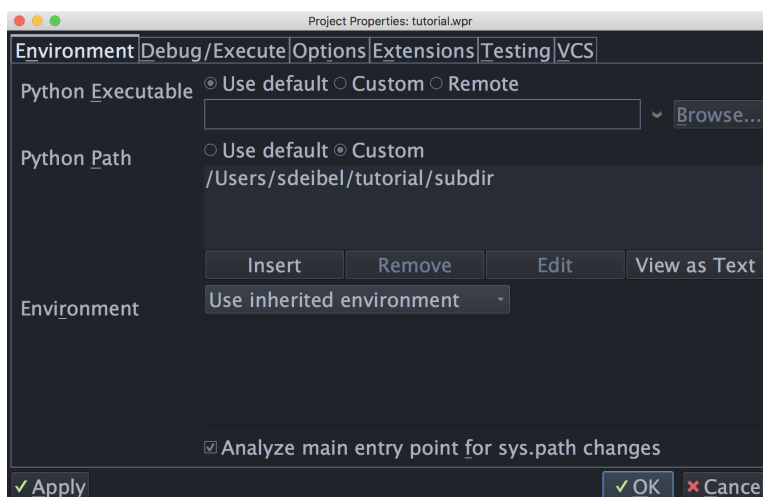 Project Properties: tutorial.wpr
Environment Debug/Execute Options Extensions Testing VCS
Python Executable Use default Custom Remote
Browse...
Python Path Use default Custom
/Users/sdeibel/tutorial/subdir
Insert Remove Edit View as Text
Environment Use inherited environment
Analyze main entry point for sys.path changes
Apply OK Cance